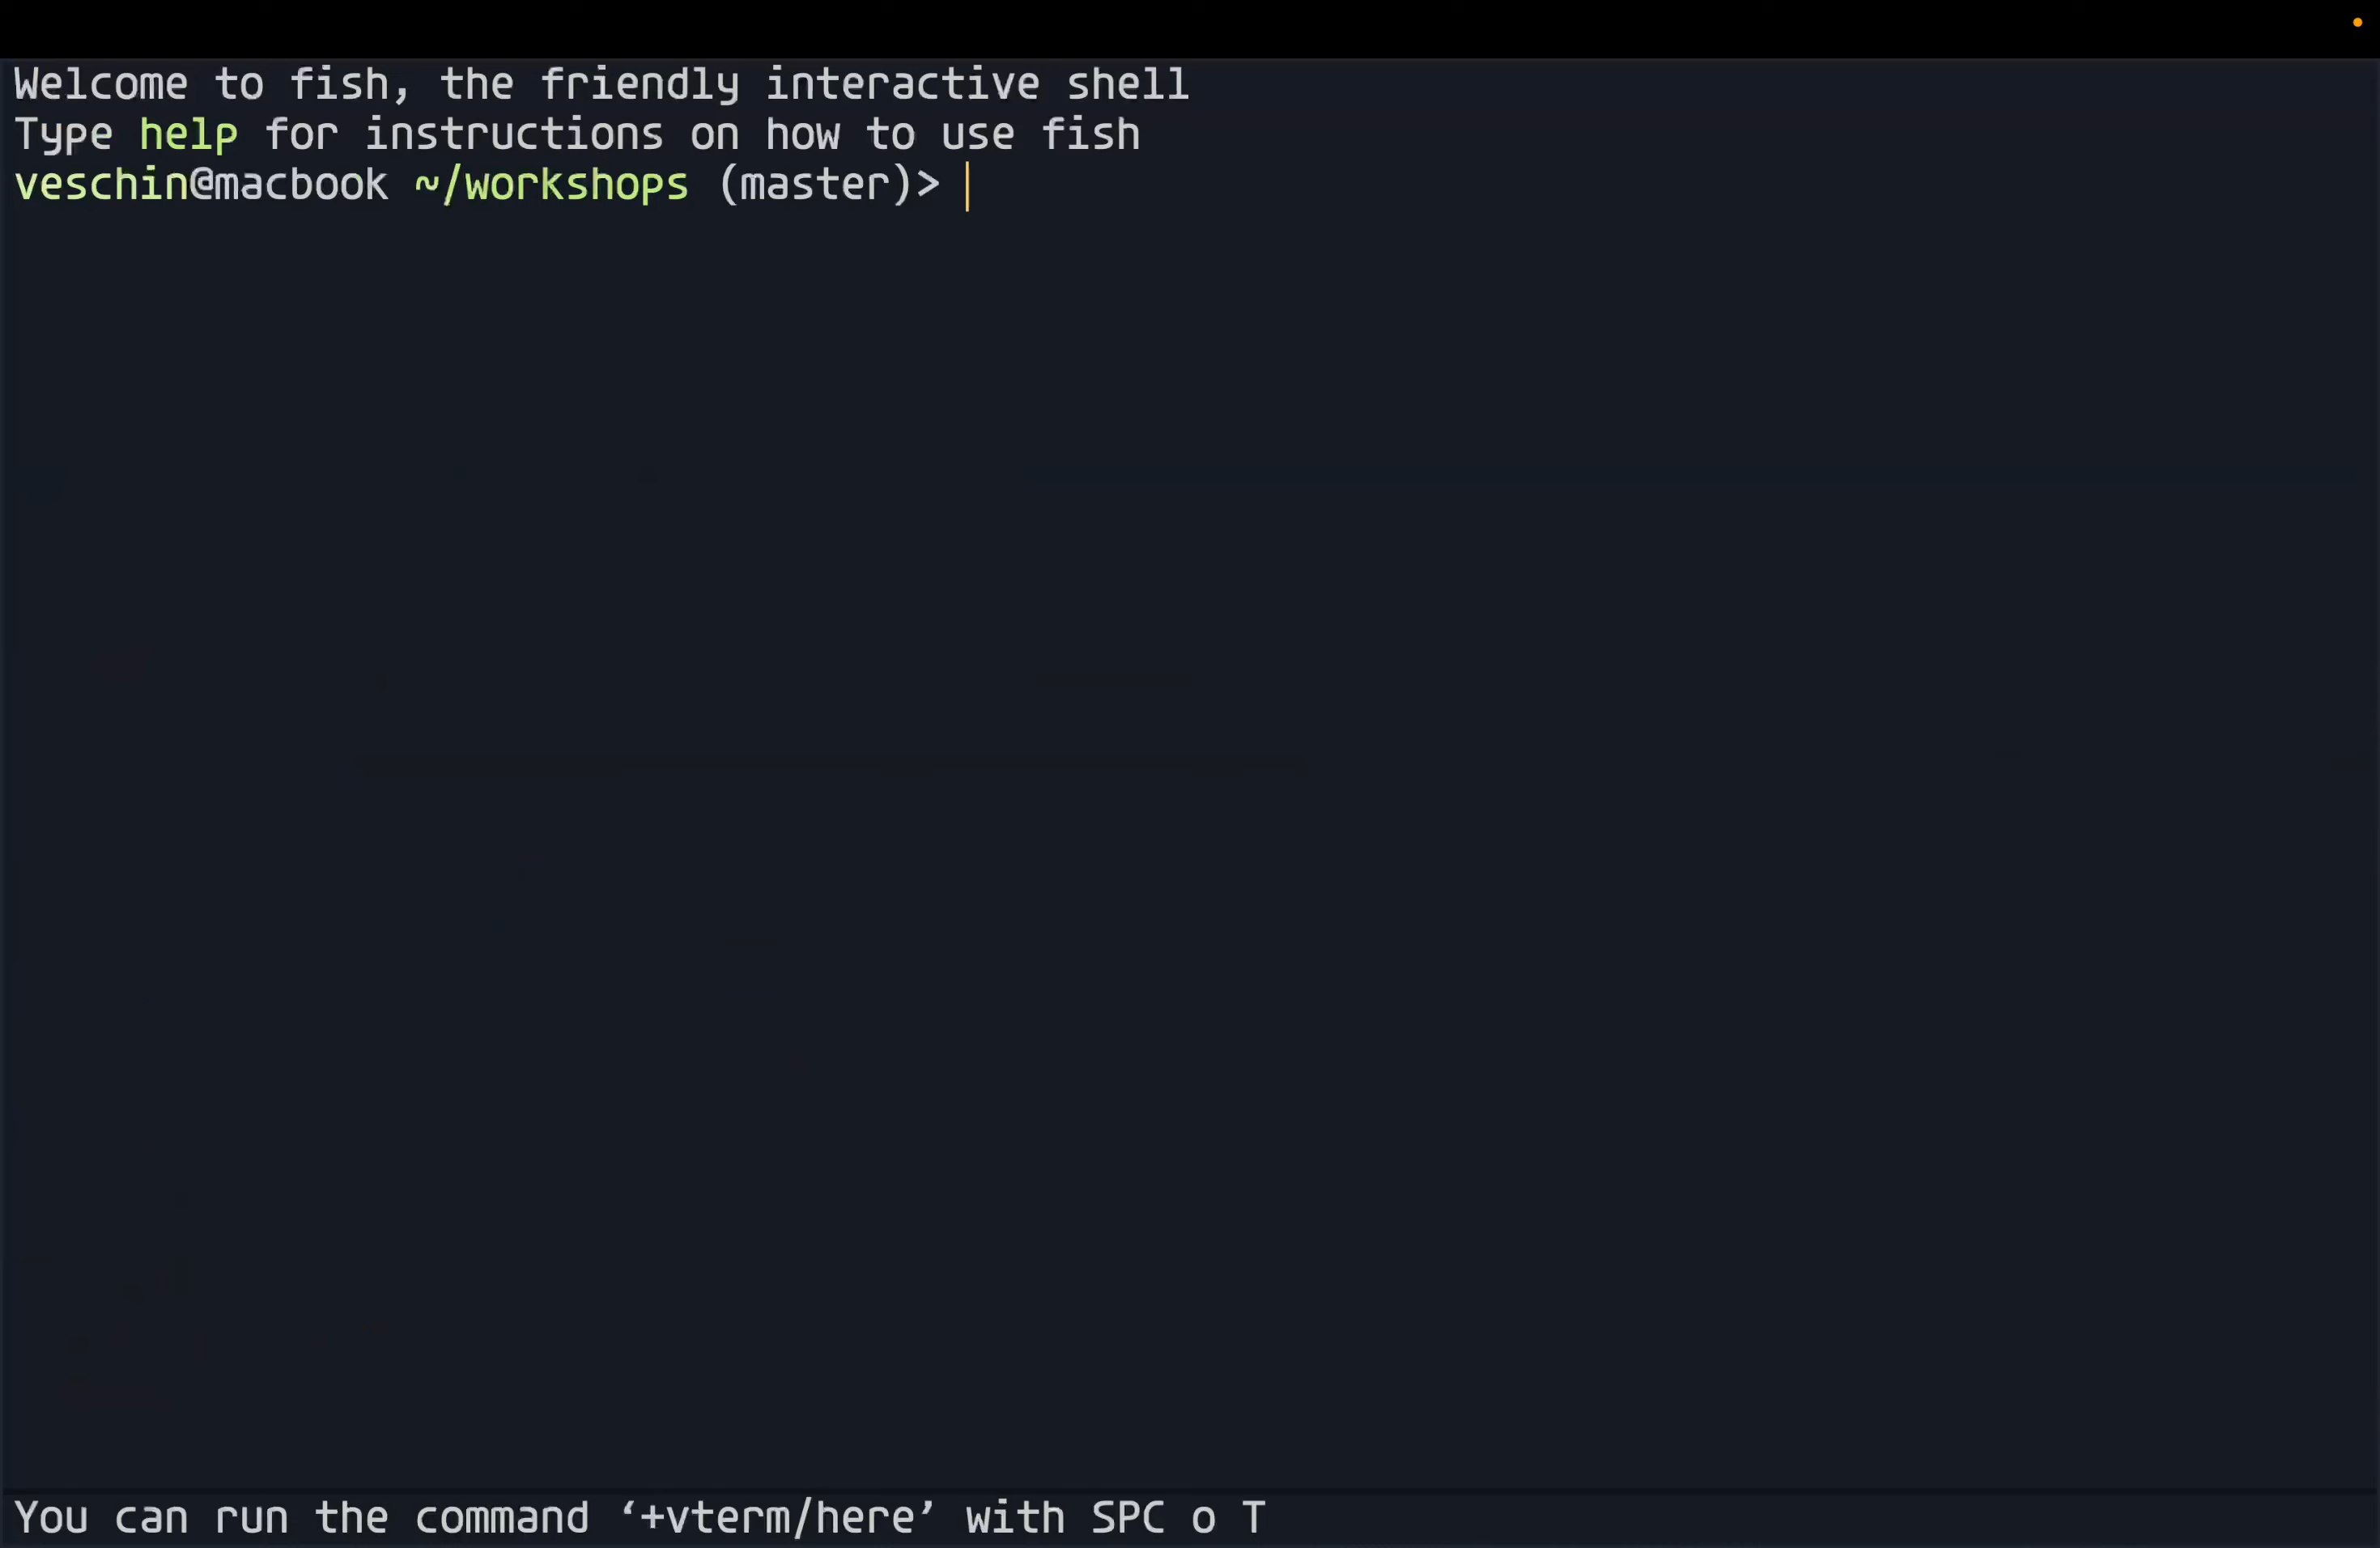 Welcome to fish, the friendly interactive shell
Type help for instructions on how to use fish
veschin@macbook ~/workshops (master)>
You can run the command ‘+vterm/here’ with SPC o T